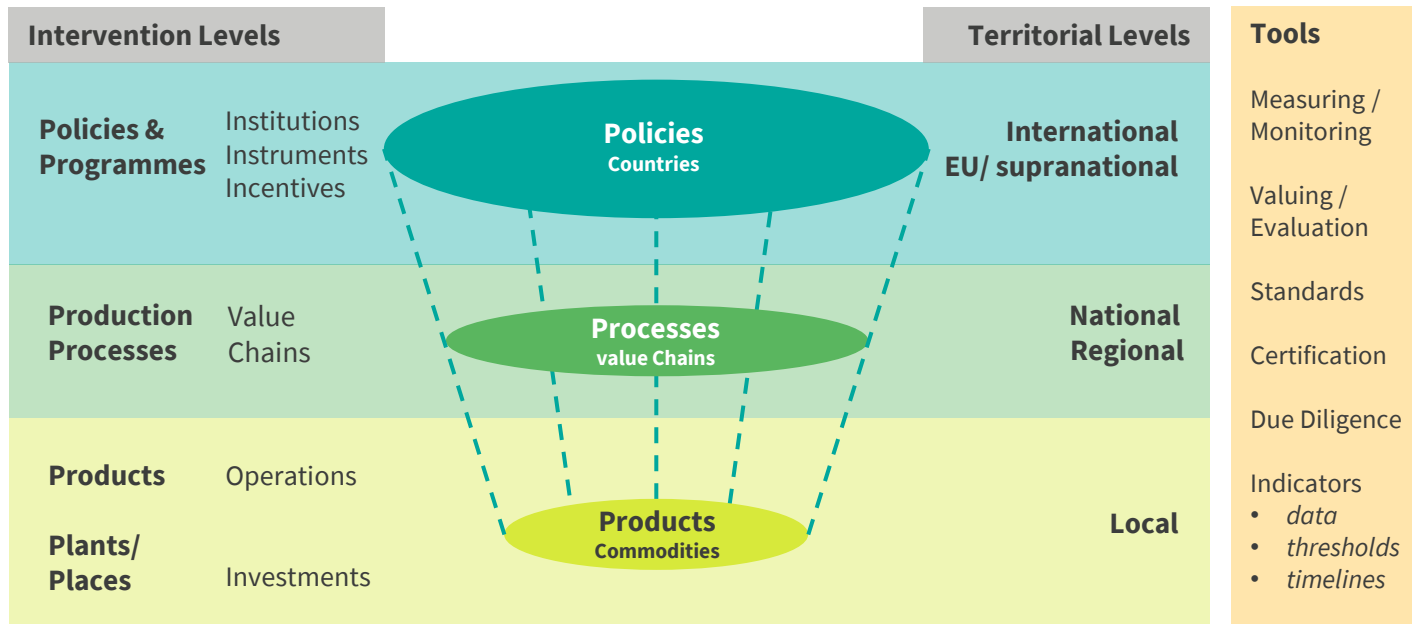 Intervention Levels
Territorial Levels
Tools
Policies &
Programmes
Institutions
Instruments
Incentives
Policies
Countries
International
EU/ supranational
Production
Processes
Value
Chains
Processes
value Chains
National
Regional
Products
Operations
Plants/
Places
Investments
Products
Commodities
Local
Measuring /
Monitoring
Valuing /
Evaluation
Standards
Certification
Due Diligence
Indicators
• data
• thresholds
• timelines